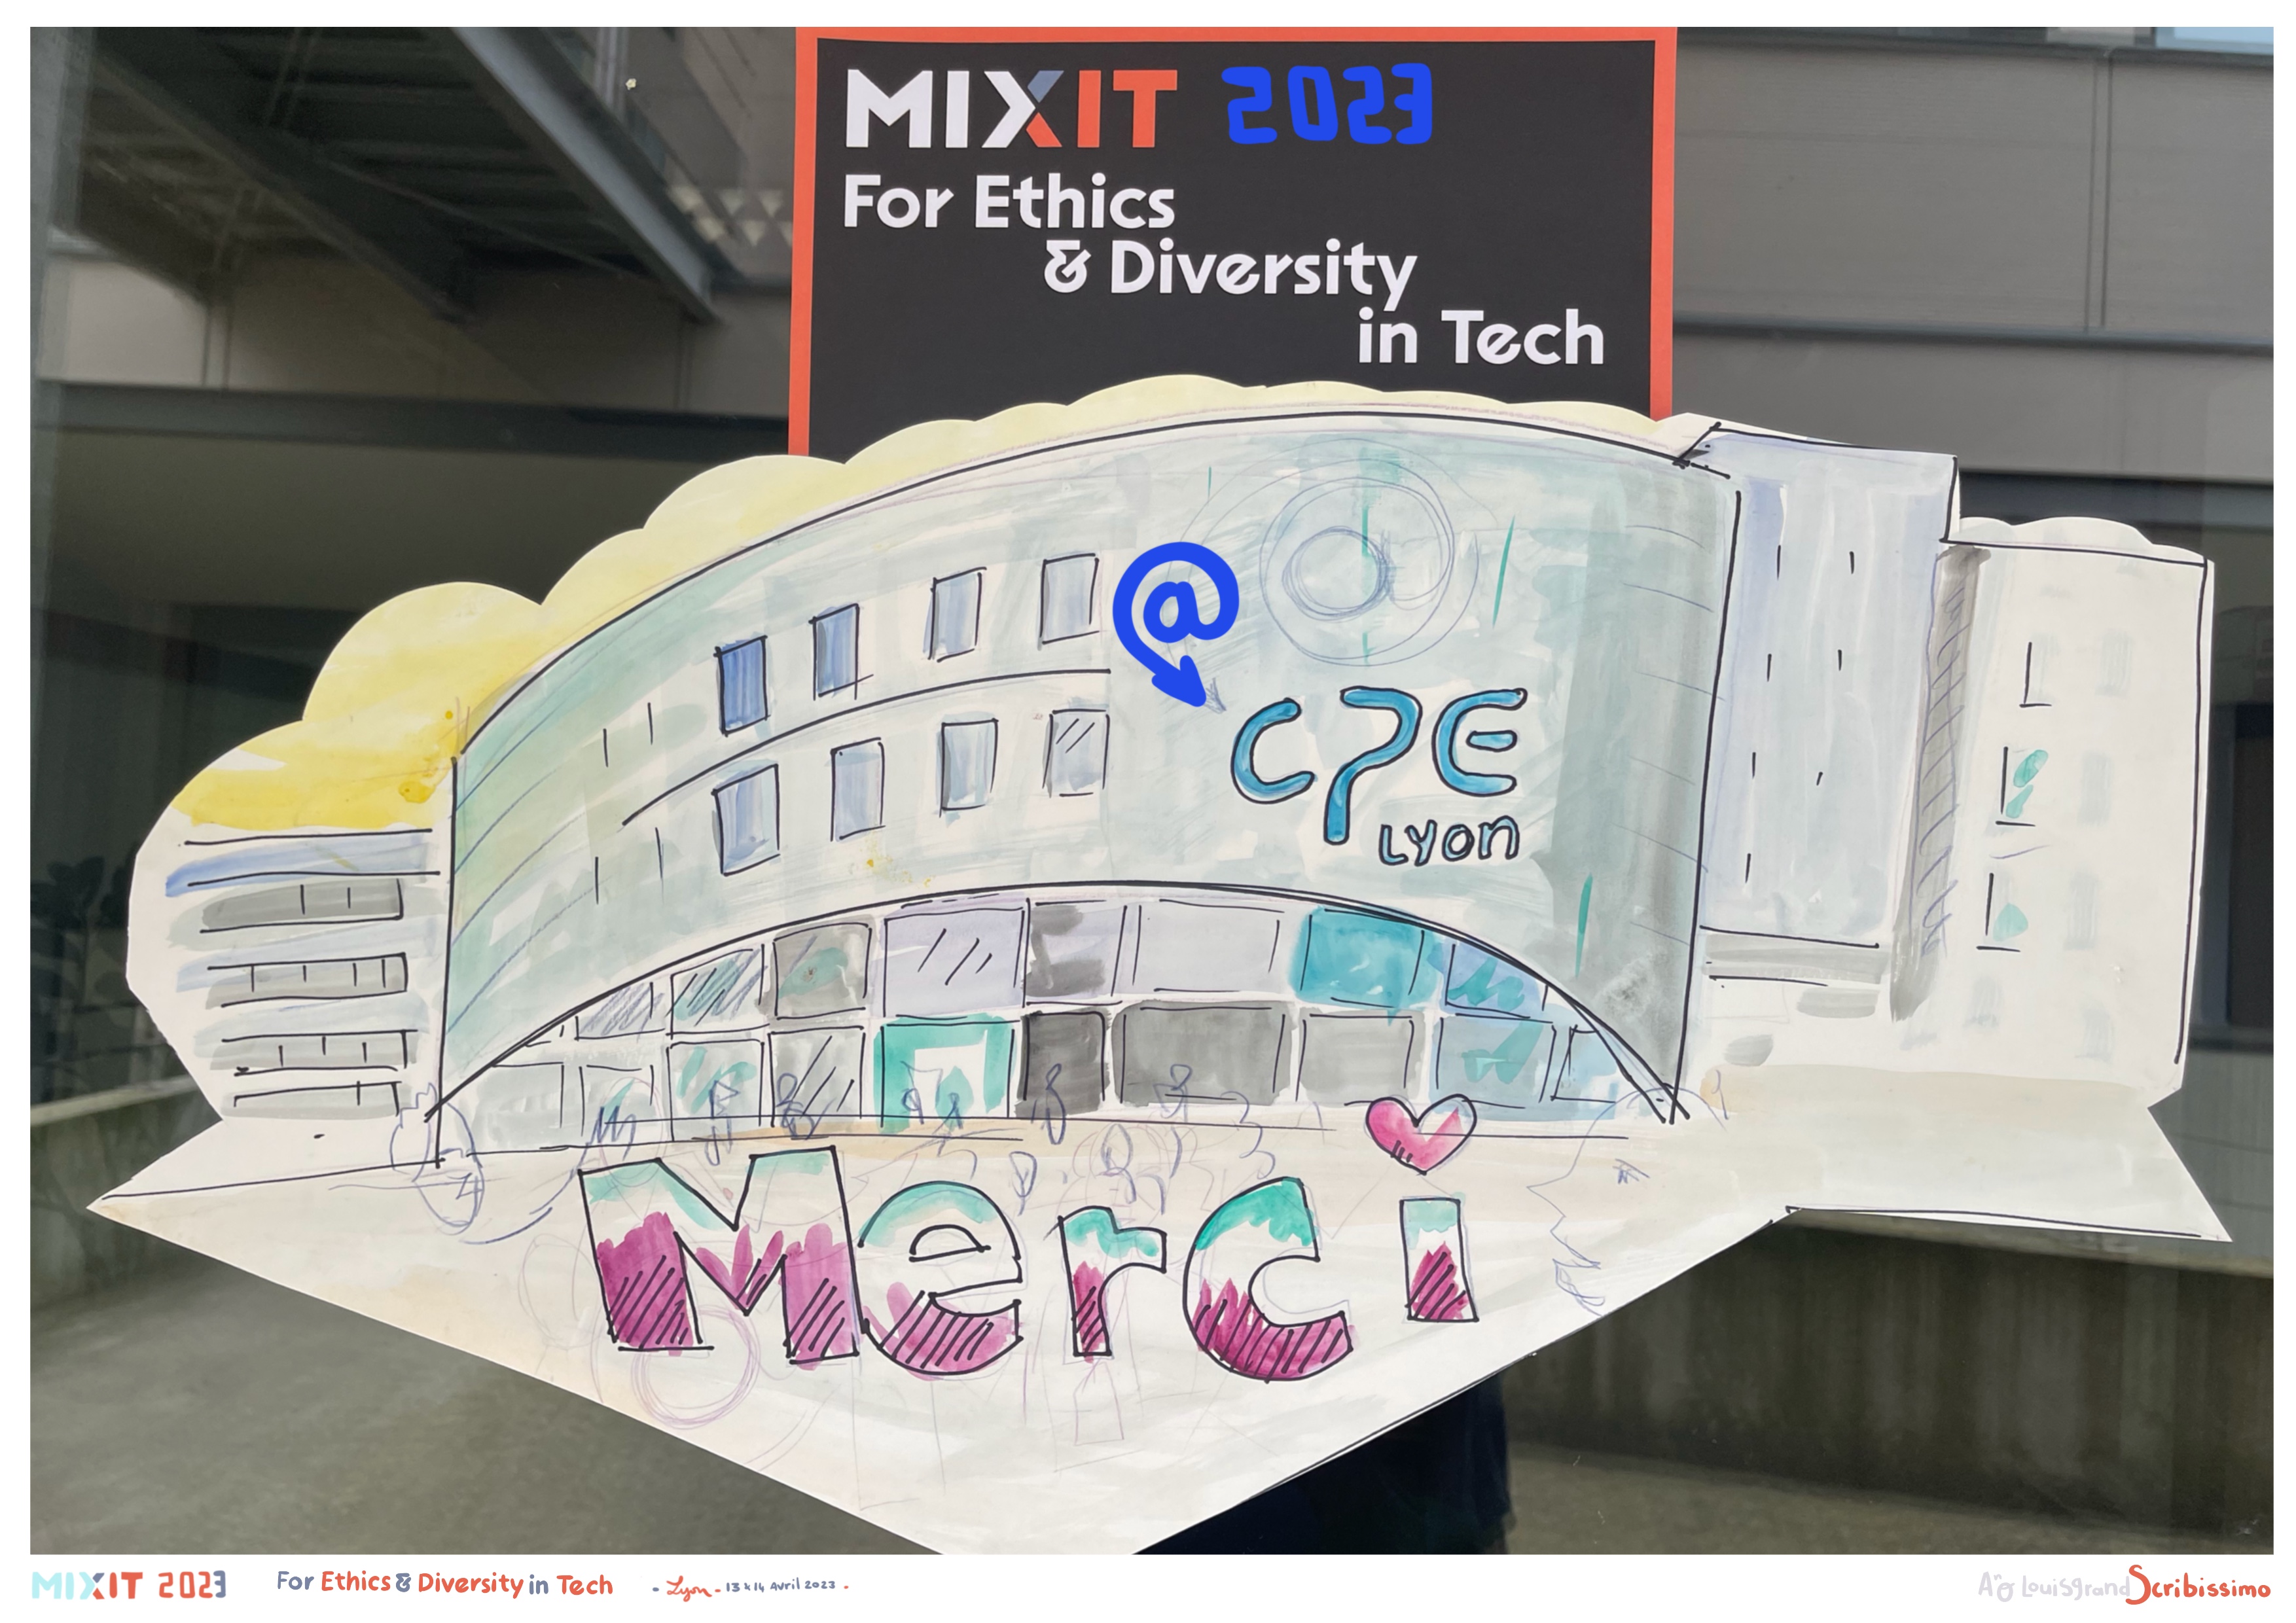 MIXIT 2023
For Ethics
& Diversity
in Tech
@
CPE
Lyon
Merci
MIXIT 2023 For Ethics & Diversity in Tech - Lyon - 13 & 14 Avril 2023 -
Louisgrand Scribissimo